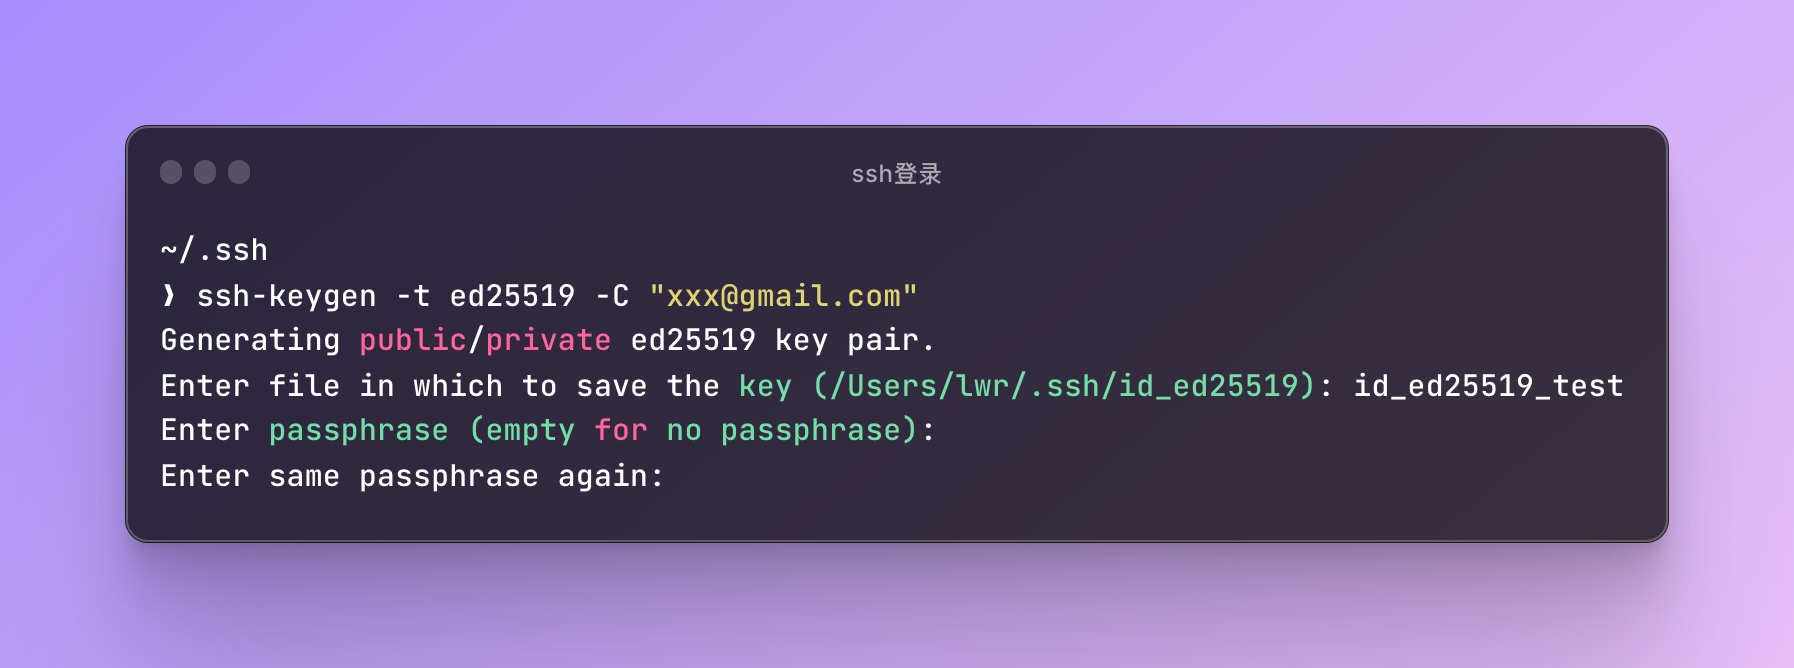 ssh登录
~/.ssh
❯ ssh-keygen -t ed25519 -C "xxx@gmail.com"
Generating public/private ed25519 key pair.
Enter file in which to save the key (/Users/lwr/.ssh/id_ed25519): id_ed25519_test
Enter passphrase (empty for no passphrase):
Enter same passphrase again: